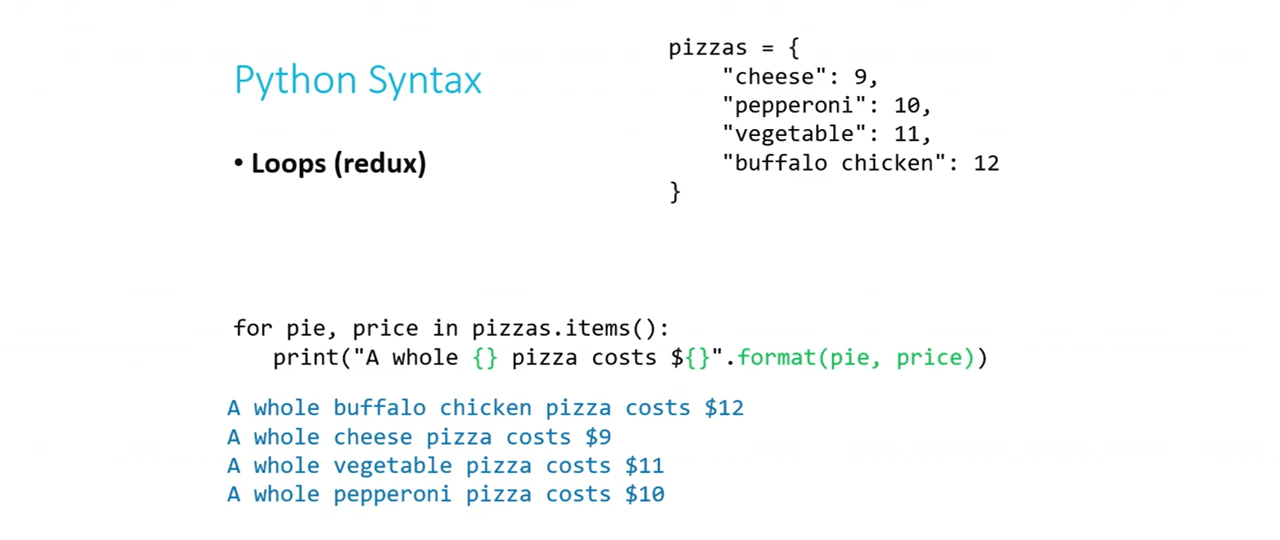 Python Syntax
• Loops (redux)
pizzas = {
    "cheese": 9,
    "pepperoni": 10,
    "vegetable": 11,
    "buffalo chicken": 12
}
for pie, price in pizzas.items():
   print("A whole {} pizza costs ${}".format(pie, price))
A whole buffalo chicken pizza costs $12
A whole cheese pizza costs $9
A whole vegetable pizza costs $11
A whole pepperoni pizza costs $10